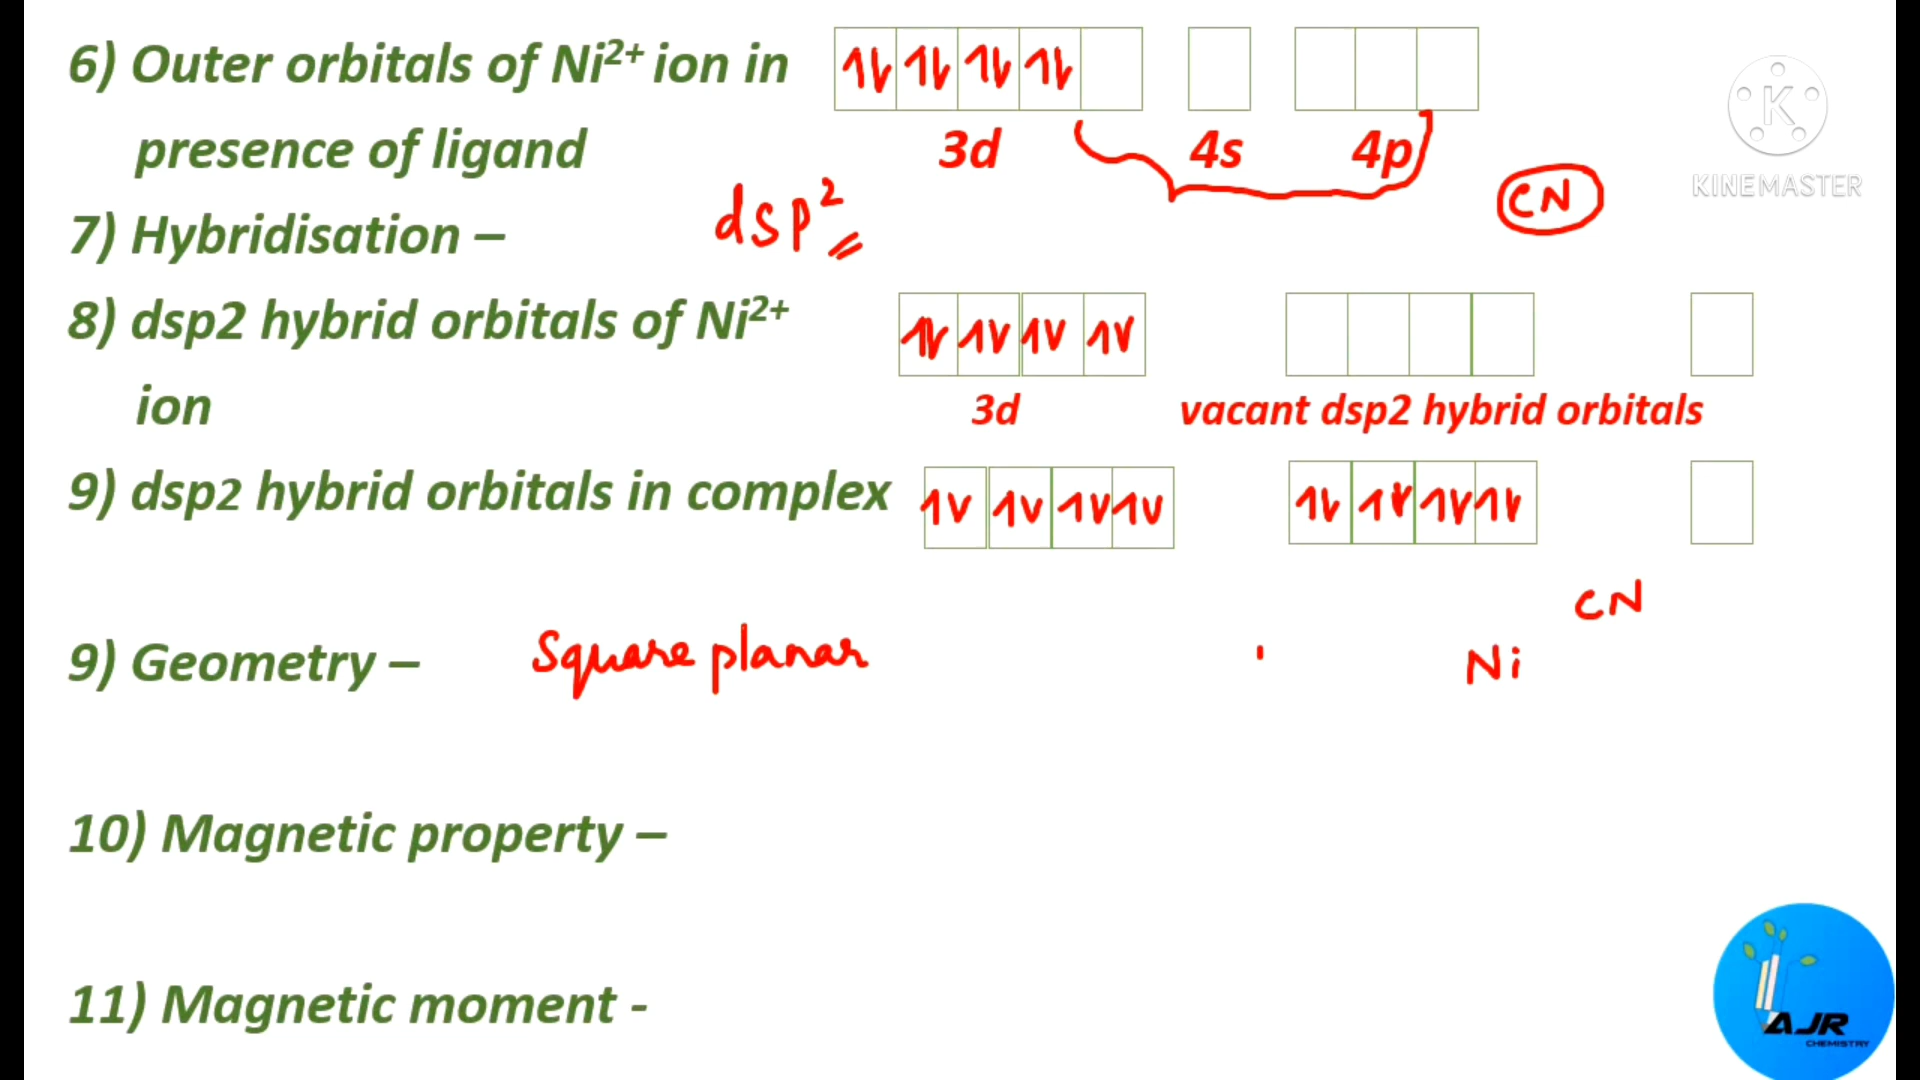 6) Outer orbitals of Ni²⁺ ion in
presence of ligand
3d 4s 4p
CN
KINEMASTER
7) Hybridisation – dsp²
8) dsp2 hybrid orbitals of Ni²⁺
ion
3d vacant dsp2 hybrid orbitals
9) dsp2 hybrid orbitals in complex
CN
9) Geometry – Square planar Ni
10) Magnetic property –
11) Magnetic moment -
AJR
CHEMISTRY